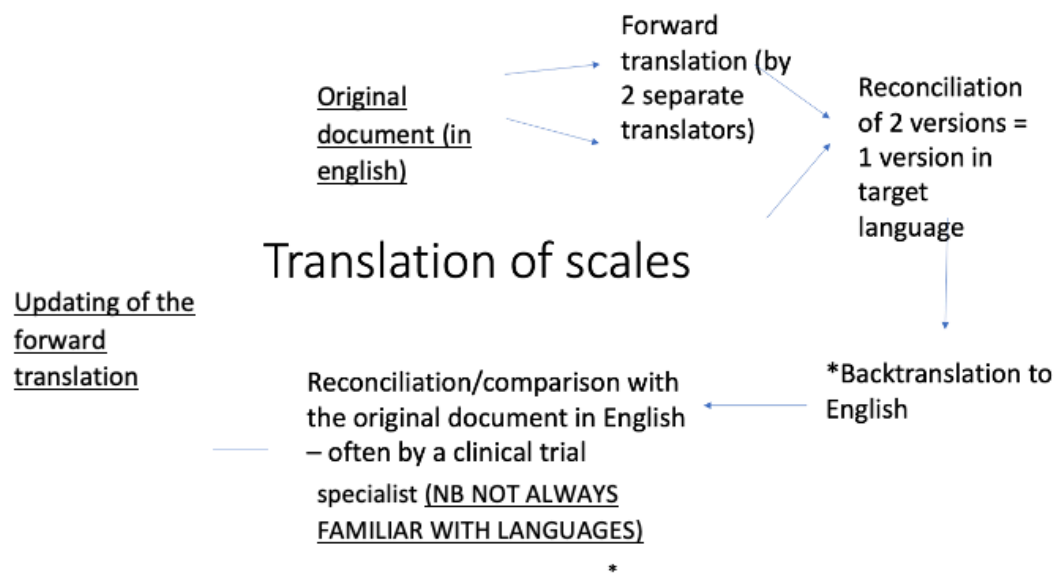 Original
document (in
english)
Forward
translation (by
2 separate
translators)
Reconciliation
of 2 versions =
1 version in
target
language
Translation of scales
Updating of the
forward
translation
Reconciliation/comparison with
the original document in English
– often by a clinical trial
specialist (NB NOT ALWAYS
FAMILIAR WITH LANGUAGES)
*
*Backtranslation to
English